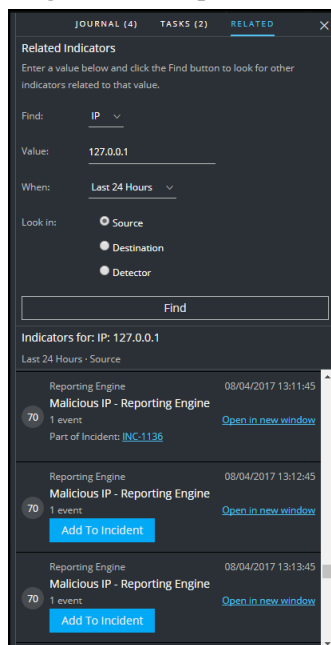 JOURNAL (4) TASKS (2) RELATED
Related Indicators
Enter a value below and click the Find button to look for other
indicators related to that value.
Find: IP
Value: 127.0.0.1
When: Last 24 Hours
Look in: Source
Destination
Detector
Find
Indicators for: IP: 127.0.0.1
Last 24 Hours · Source
Reporting Engine 08/04/2017 13:11:45
Malicious IP - Reporting Engine
70 1 event Open in new window
Part of Incident: INC-1136
Reporting Engine 08/04/2017 13:12:45
Malicious IP - Reporting Engine
70 1 event Open in new window
Add To Incident
Reporting Engine 08/04/2017 13:13:45
Malicious IP - Reporting Engine
70 1 event Open in new window
Add To Incident